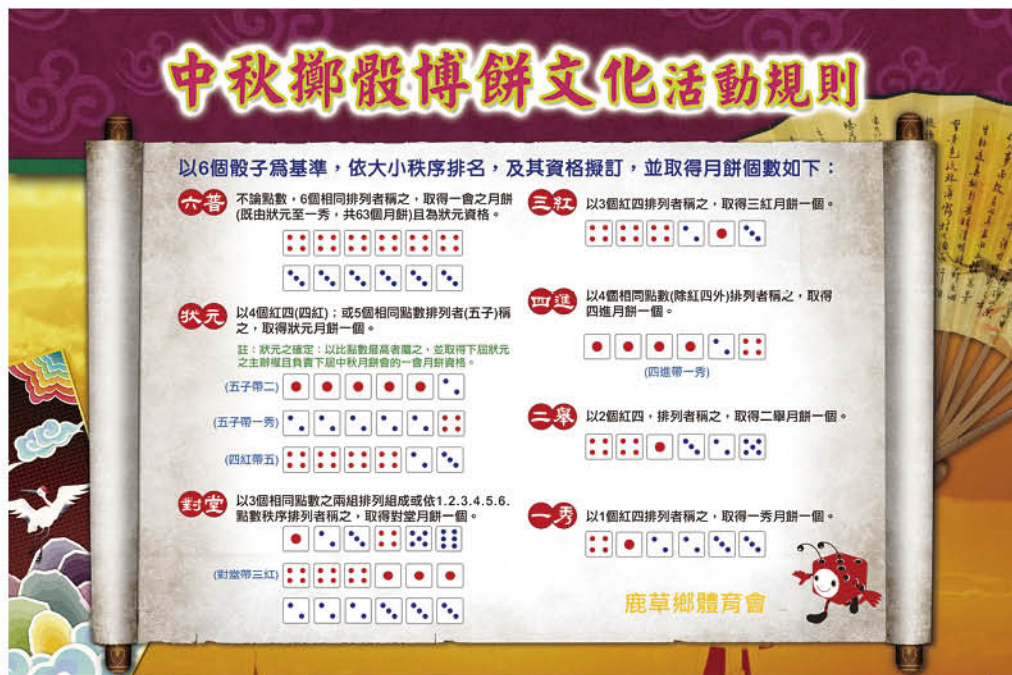 中秋擲骰博餅文化活動規則
以6個骰子爲基準，依大小秩序排名，及其資格擬訂，並取得月餅個數如下：
六普
不論點數，6個相同排列者稱之，取得一會之月餅
(既由狀元至一秀，共63個月餅)且為狀元資格。
狀元
以4個紅四(四紅)；或5個相同點數排列者(五子)稱
之，取得狀元月餅一個。
註：狀元之確定：以比點數最高者屬之，並取得下屆狀元
之主辦權且負責下屆中秋月餅會的一會月餅資格。
(五子帶二)
(五子帶一秀)
(四紅帶五)
對堂
以3個相同點數之兩組排列組成或依1.2.3.4.5.6.
點數秩序排列者稱之，取得對堂月餅一個。
(對堂帶三紅)
三紅
以3個紅四排列者稱之，取得三紅月餅一個。
四進
以4個相同點數(除紅四外)排列者稱之，取得
四進月餅一個。
(四進帶一秀)
二舉
以2個紅四，排列者稱之，取得二舉月餅一個。
一秀
以1個紅四排列者稱之，取得一秀月餅一個。
鹿草鄉體育會